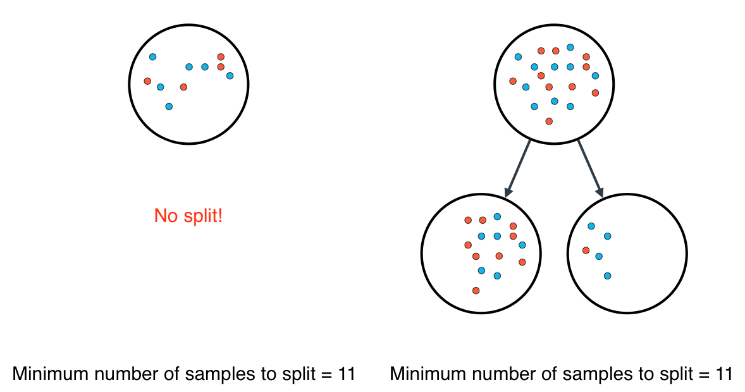 No split!
Minimum number of samples to split = 11
Minimum number of samples to split = 11